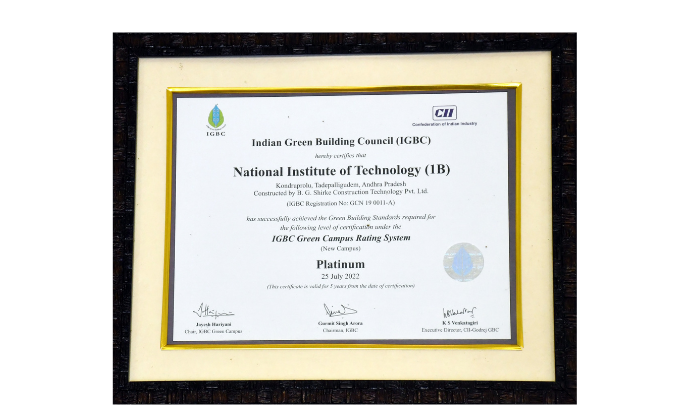 IGBC
CII
Confederation of Indian Industry
Indian Green Building Council (IGBC)
hereby certifies that
National Institute of Technology (1B)
Kondruprolu, Tadepalligudem, Andhra Pradesh
Constructed by B. G. Shirke Construction Technology Pvt. Ltd.
(IGBC Registration No: GCN 19 0011-A)
has successfully achieved the Green Building Standards required for
the following level of certification under the
IGBC Green Campus Rating System
(New Campus)
Platinum
25 July 2022
(This certificate is valid for 3 years from the date of certification)
Jayesh Hariyani
Chair, IGBC Green Campus
Gurmit Singh Arora
Chairman, IGBC
K S Venkatagiri
Executive Director, CII-Godrej GBC